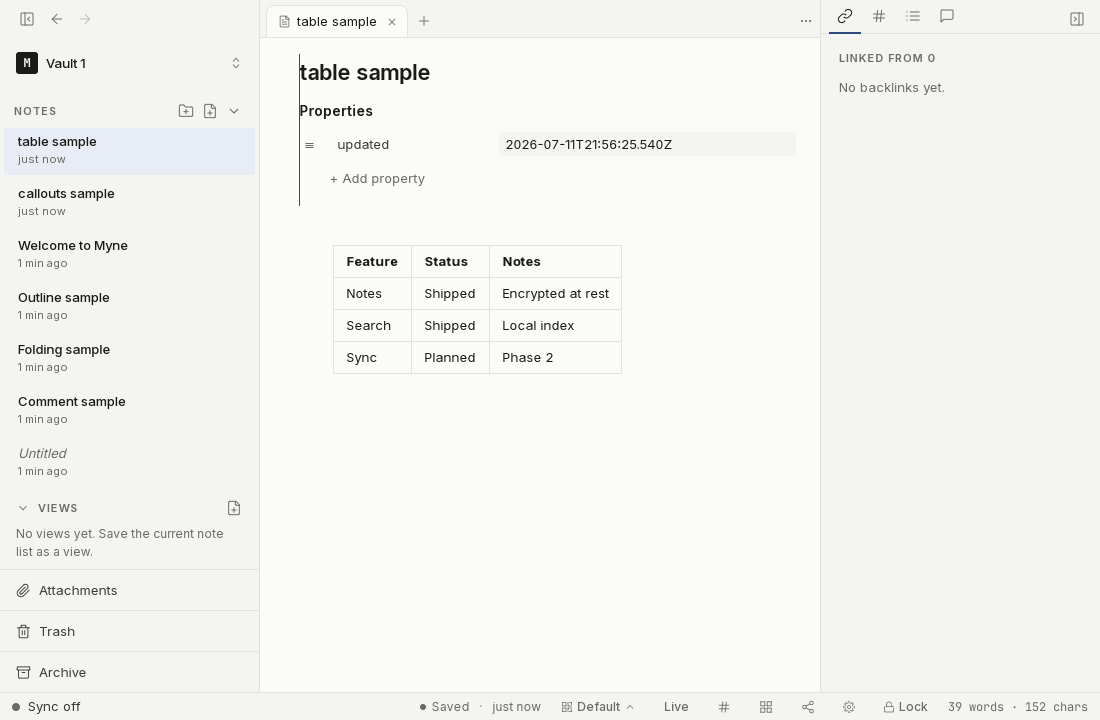 table sample
M Vault 1
NOTES
table sample
just now
callouts sample
just now
Welcome to Myne
1 min ago
Outline sample
1 min ago
Folding sample
1 min ago
Comment sample
1 min ago
Untitled
1 min ago
VIEWS
No views yet. Save the current note
list as a view.
Attachments
Trash
Archive
table sample
Properties
updated 2026-07-11T21:56:25.540Z
+ Add property
Feature Status Notes
Notes Shipped Encrypted at rest
Search Shipped Local index
Sync Planned Phase 2
LINKED FROM 0
No backlinks yet.
Sync off
Saved · just now Default Live Lock 39 words · 152 chars